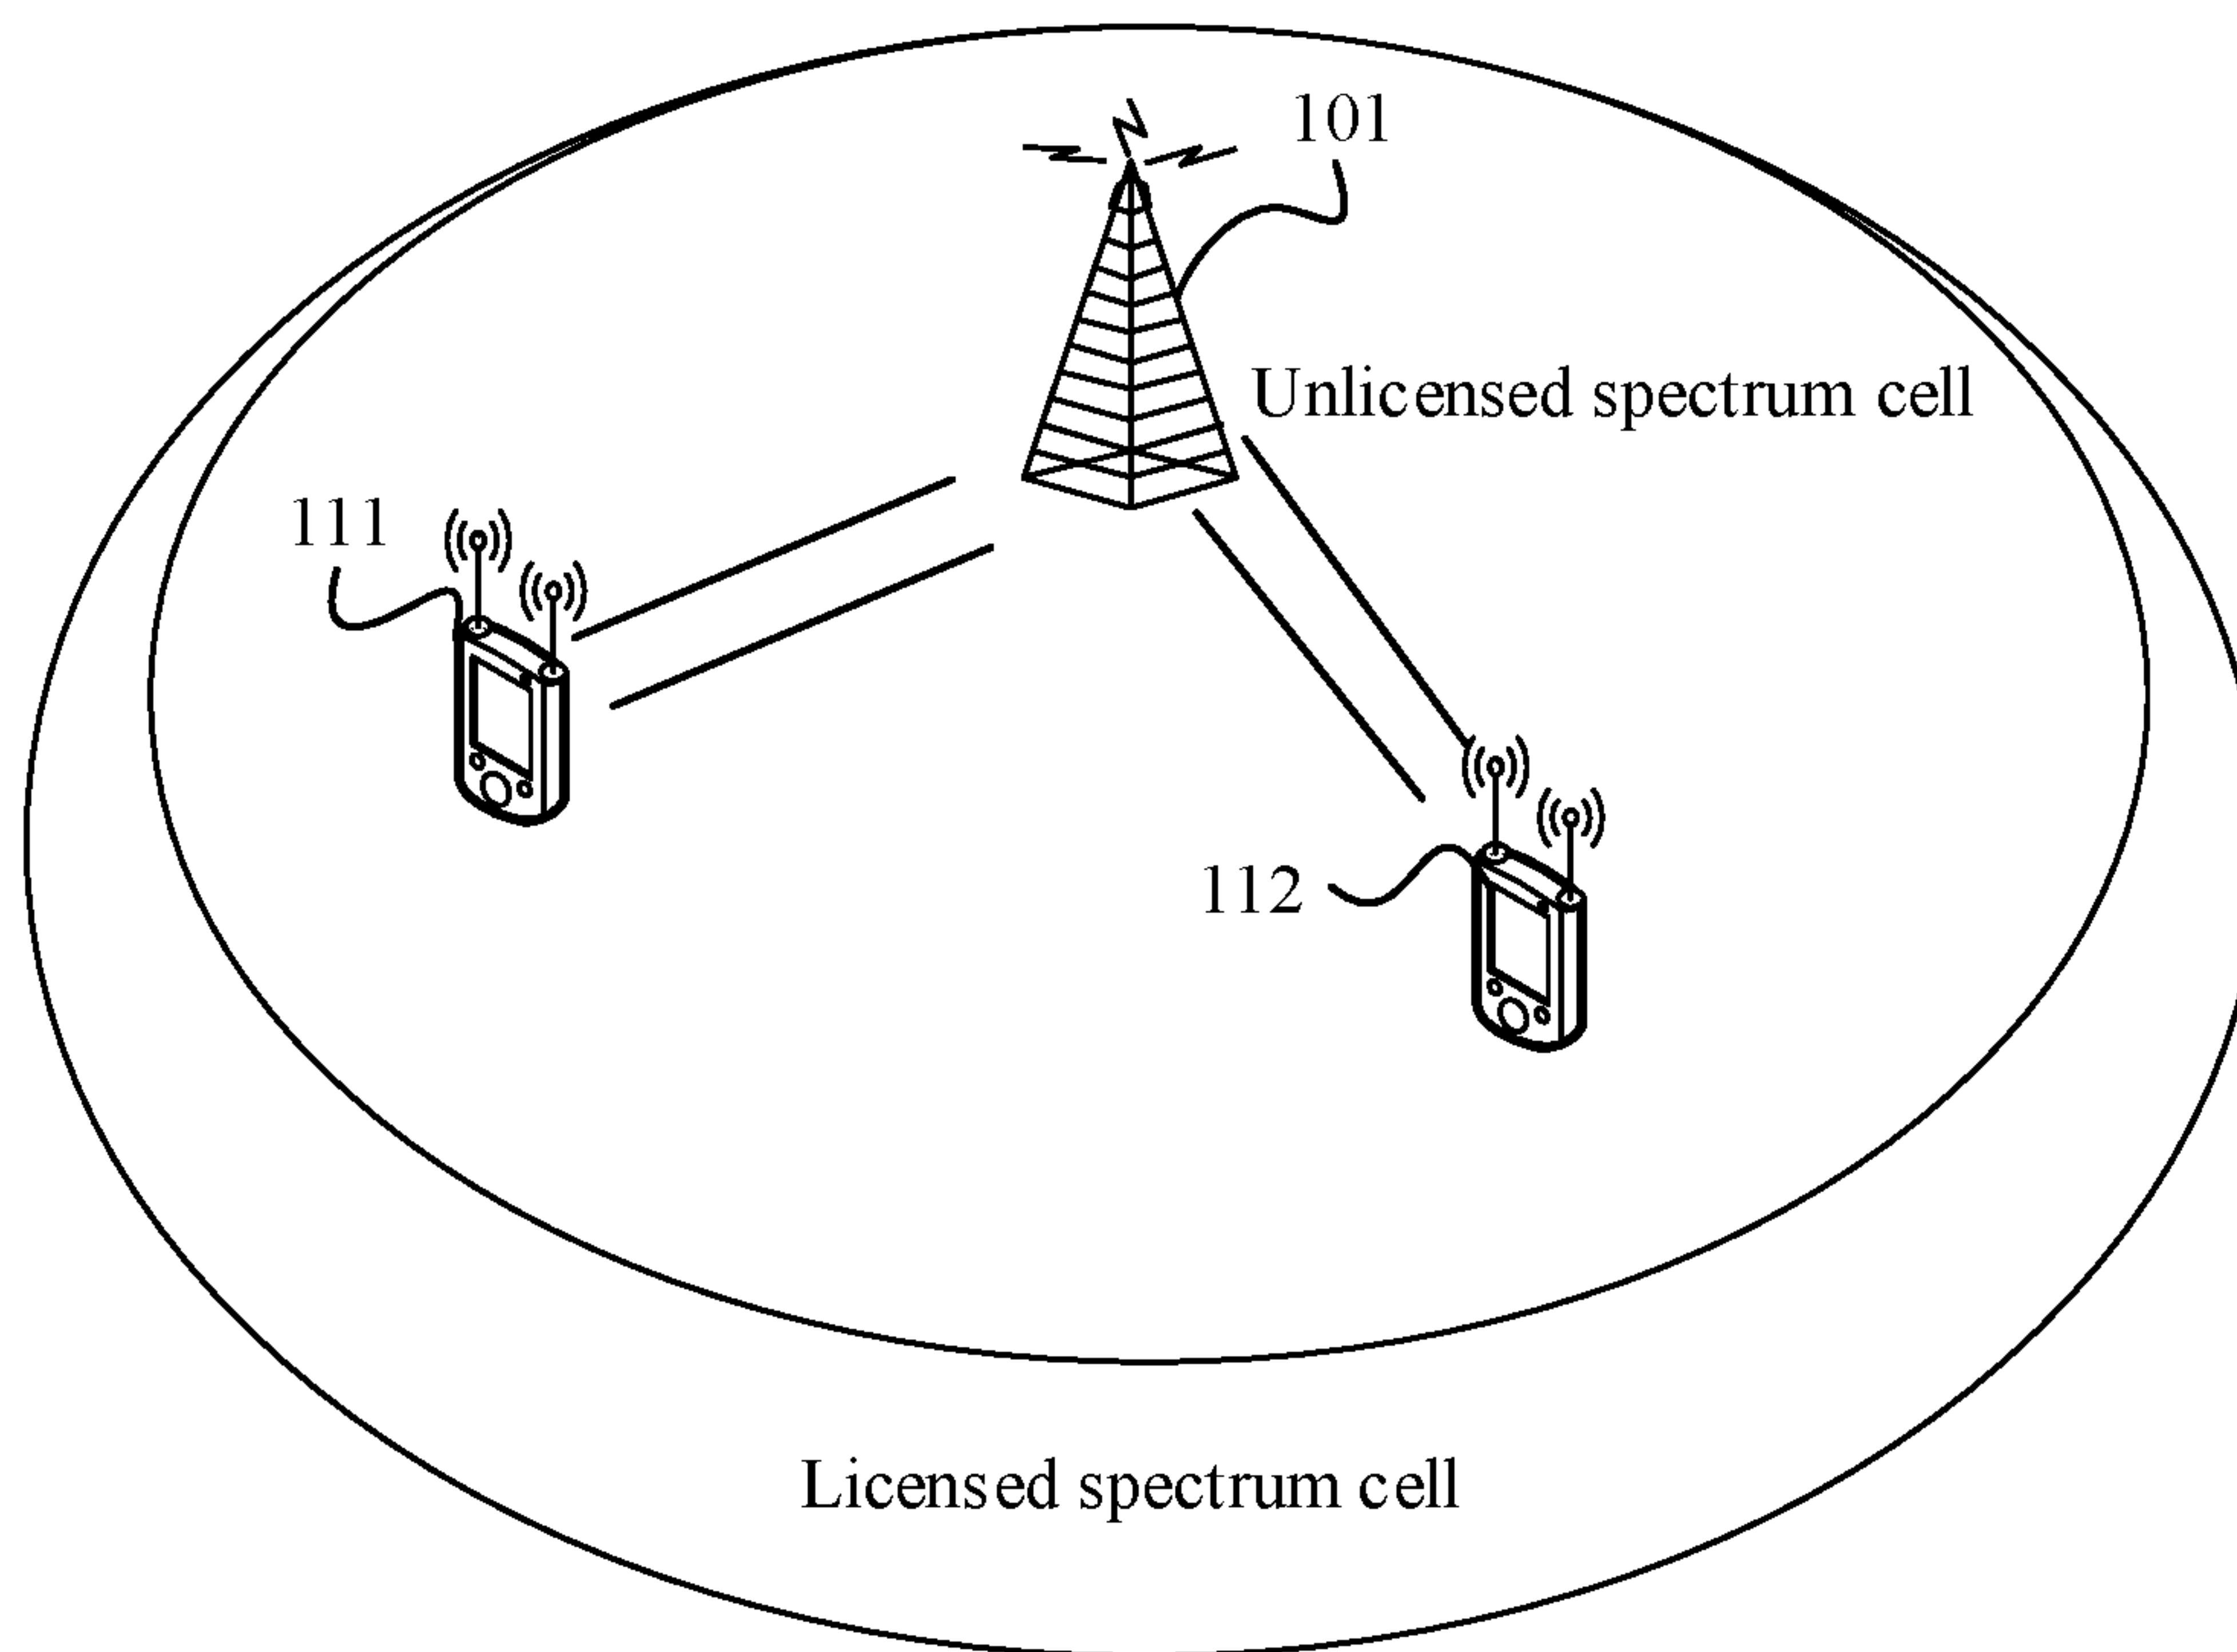 101
Unlicensed spectrum cell
111
112
Licensed spectrum cell